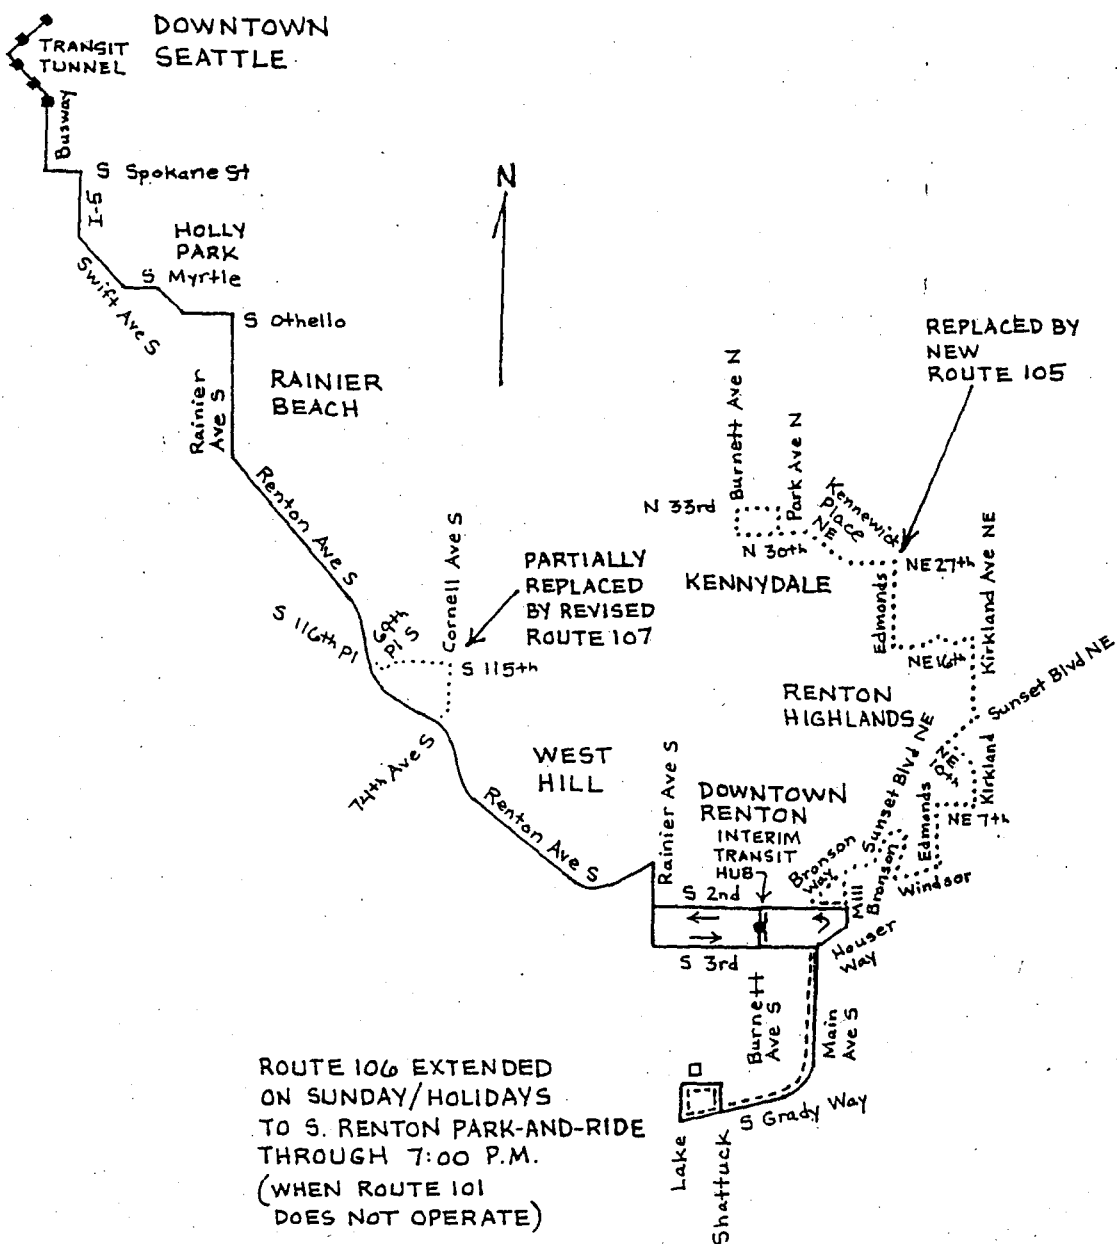 DOWNTOWN
SEATTLE
TRANSIT
TUNNEL
Busway
S Spokane St
I-5
HOLLY
PARK
Swift Ave S
S Myrtle
S Othello
N
Rainier
Ave S
RAINIER
BEACH
REPLACED BY
NEW
ROUTE 105
Burnett Ave N
Park Ave N
N 33rd
N 30th
Kennewick
Place
NE
NE 27th
KENNYDALE
Edmonds
Kirkland Ave NE
NE 16th
Renton Ave S
Cornell Ave S
PARTIALLY
REPLACED
BY REVISED
ROUTE 107
S 116th Pl
69th
Pl S
S 115th
74th Ave S
RENTON
HIGHLANDS
Sunset Blvd NE
Sunset Blvd NE
NE
10th
Kirkland
NE 7th
Edmonds
Windsor
Bronson
WEST
HILL
Renton Ave S
Rainier Ave S
DOWNTOWN
RENTON
INTERIM
TRANSIT
HUB
Bronson
Way
Mill
S 2nd
S 3rd
Houser
Way
Burnett
Ave S
Main
Ave S
S Grady Way
Lake
Shattuck
ROUTE 106 EXTENDED
ON SUNDAY/HOLIDAYS
TO S. RENTON PARK-AND-RIDE
THROUGH 7:00 P.M.
(WHEN ROUTE 101
DOES NOT OPERATE)